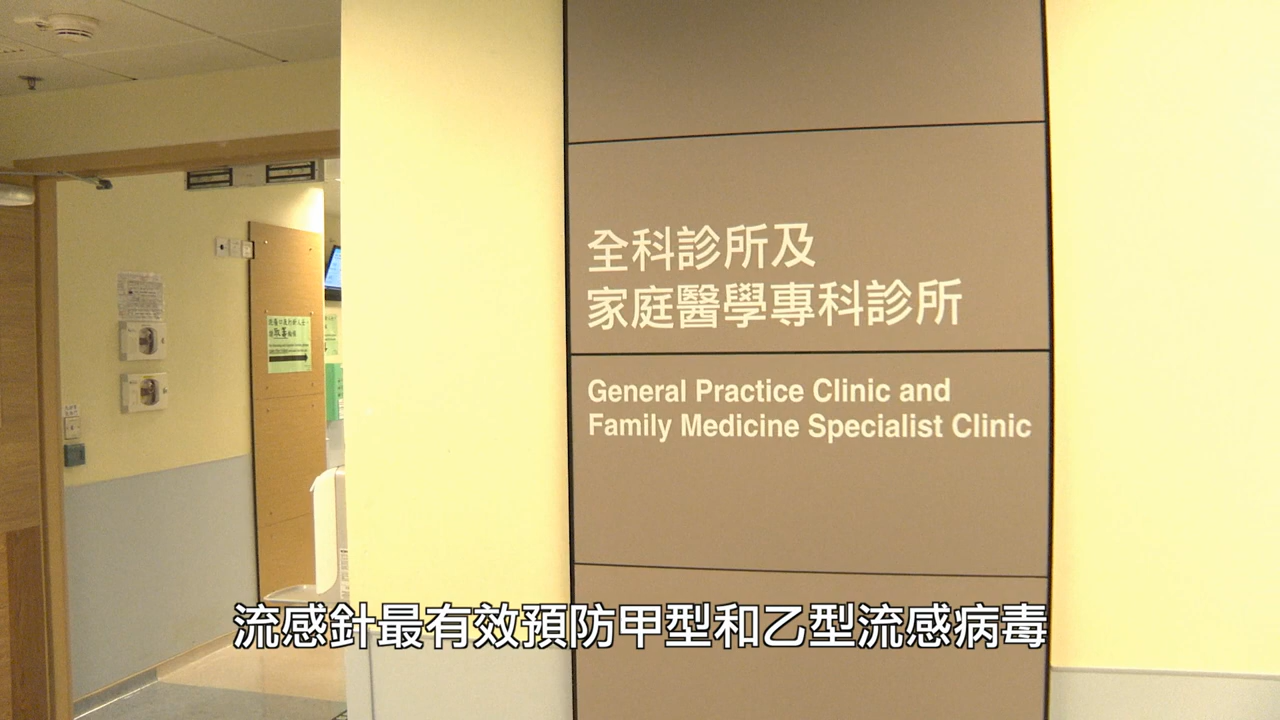 全科診所及
家庭醫學專科診所
General Practice Clinic and
Family Medicine Specialist Clinic
流感針最有效預防甲型和乙型流感病毒